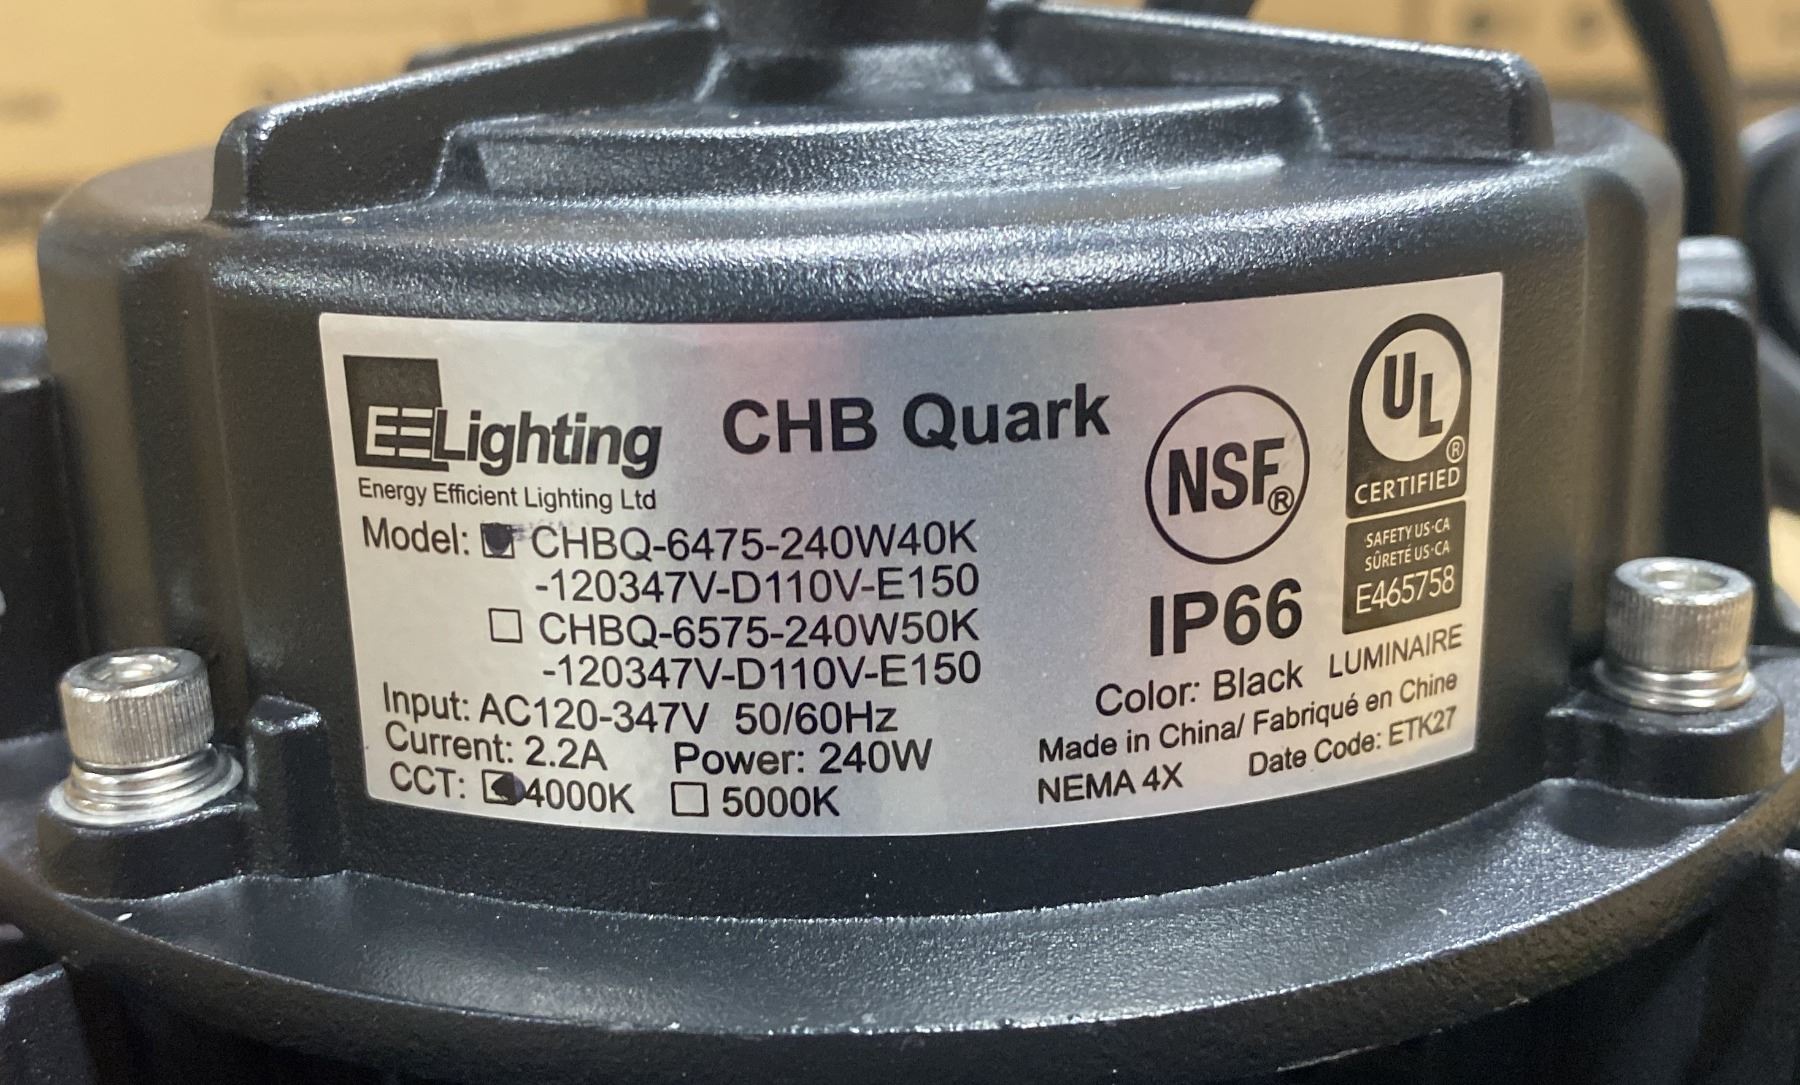 EELighting
CHB Quark
Energy Efficient Lighting Ltd
Model: CHBQ-6475-240W40K
-120347V-D110V-E150
CHBQ-6575-240W50K
-120347V-D110V-E150
Input: AC120-347V 50/60Hz
Current: 2.2A Power: 240W
CCT: 4000K 5000K
NSF®
IP66
UL®
CERTIFIED
SAFETY US·CA
SÛRETÉ US·CA
E465758
LUMINAIRE
Color: Black
Made in China/ Fabriqué en Chine
NEMA 4X
Date Code: ETK27